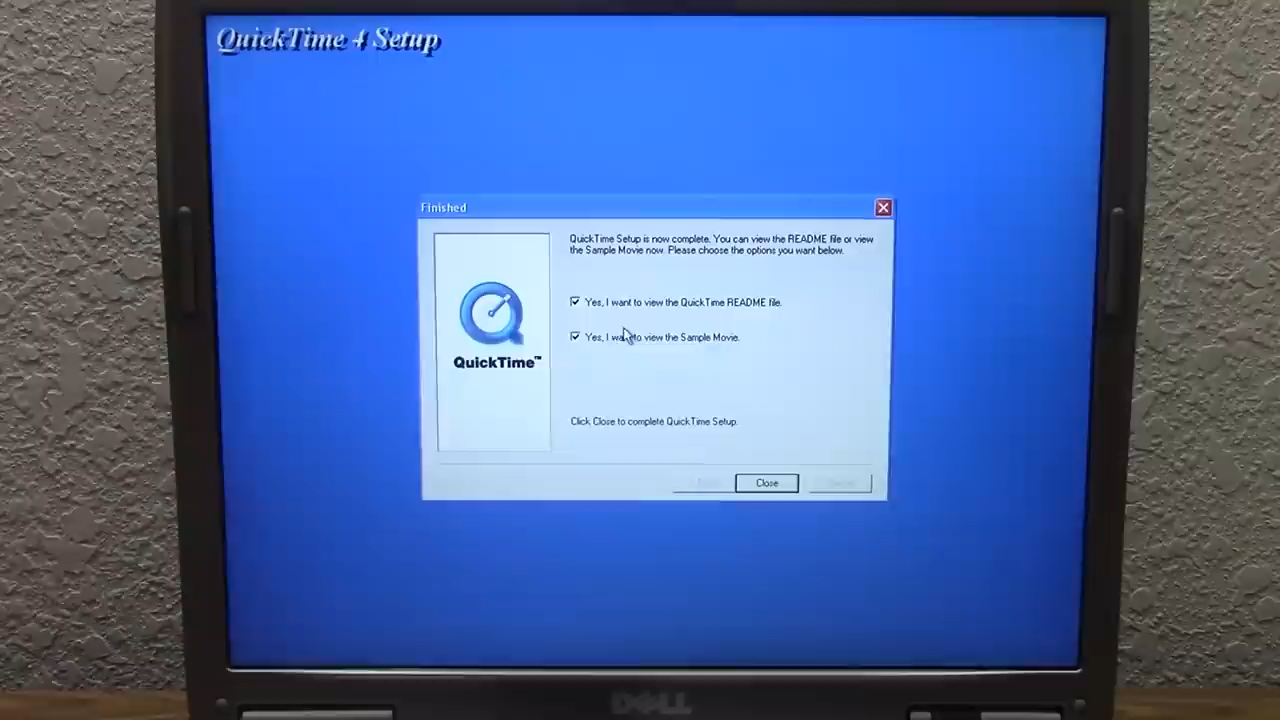 QuickTime 4 Setup
Finished
QuickTime Setup is now complete. You can view the README file or view
the Sample Movie now. Please choose the options you want below.
Yes, I want to view the QuickTime README file.
Yes, I want to view the Sample Movie.
QuickTime™
Click Close to complete QuickTime Setup.
Close
DELL